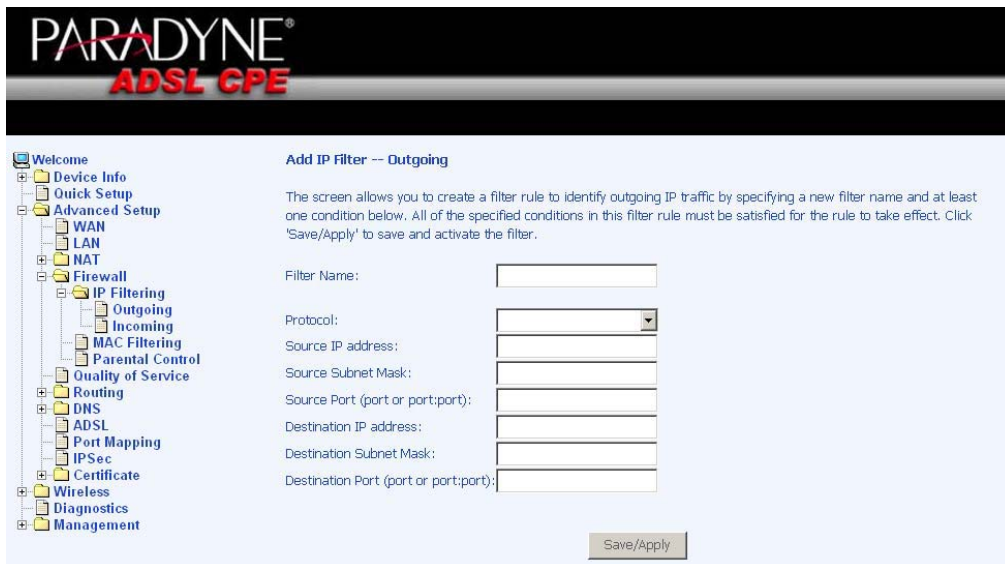 PARADYNE®
ADSL CPE
Welcome
Device Info
Quick Setup
Advanced Setup
WAN
LAN
NAT
Firewall
IP Filtering
Outgoing
Incoming
MAC Filtering
Parental Control
Quality of Service
Routing
DNS
ADSL
Port Mapping
IPSec
Certificate
Wireless
Diagnostics
Management
Add IP Filter -- Outgoing
The screen allows you to create a filter rule to identify outgoing IP traffic by specifying a new filter name and at least
one condition below. All of the specified conditions in this filter rule must be satisfied for the rule to take effect. Click
'Save/Apply' to save and activate the filter.
Filter Name:
Protocol:
Source IP address:
Source Subnet Mask:
Source Port (port or port:port):
Destination IP address:
Destination Subnet Mask:
Destination Port (port or port:port):
Save/Apply